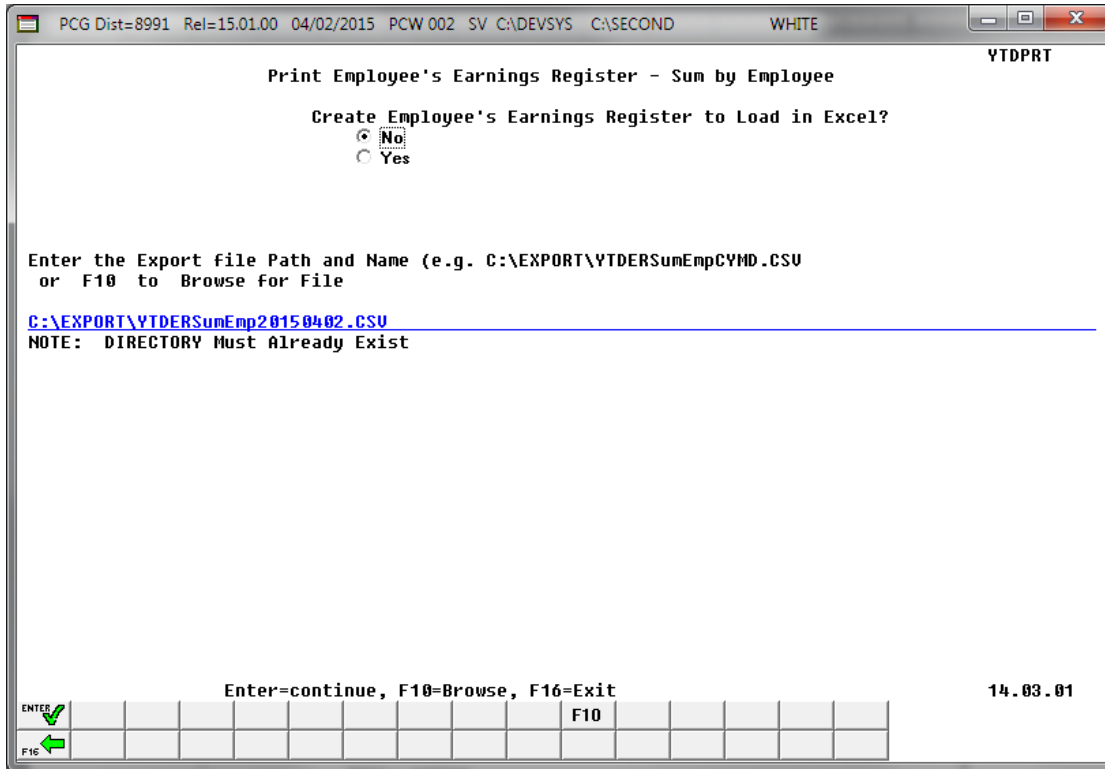 PCG Dist=8991 Rel=15.01.00 04/02/2015 PCW 002 SV C:\DEVSYS C:\SECOND WHITE
YTDPRT
Print Employee's Earnings Register - Sum by Employee
Create Employee's Earnings Register to Load in Excel?
No
Yes
Enter the Export file Path and Name (e.g. C:\EXPORT\YTDERSumEmpCYMD.CSV
or F10 to Browse for File
C:\EXPORT\YTDERSumEmp20150402.CSV
NOTE: DIRECTORY Must Already Exist
Enter=continue, F10=Browse, F16=Exit 14.03.01
ENTER F10
F16